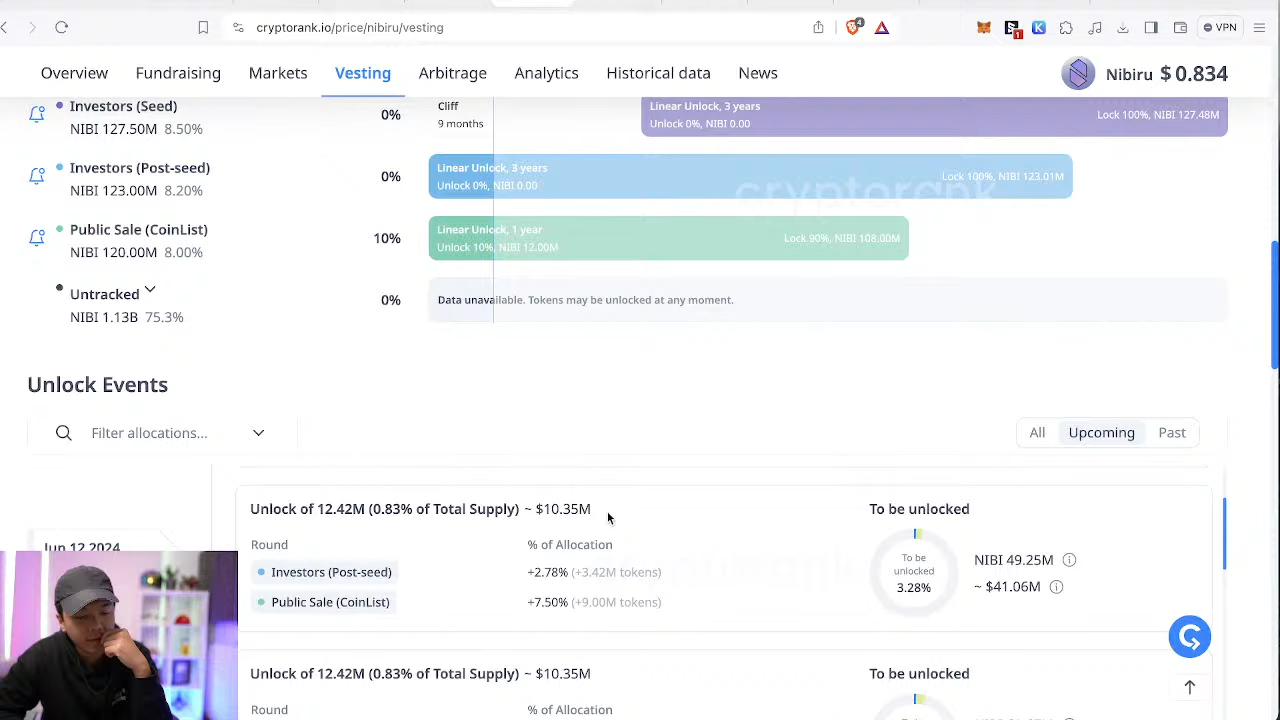 cryptorank.io/price/nibiru/vesting
4
1
VPN
Overview Fundraising Markets Vesting Arbitrage Analytics Historical data News Nibiru $ 0.834
Investors (Seed) 0% Cliff Linear Unlock, 3 years
NIBI 127.50M 8.50% 9 months Unlock 0%, NIBI 0.00 Lock 100%, NIBI 127.48M
Investors (Post-seed) 0% Linear Unlock, 3 years
NIBI 123.00M 8.20% Unlock 0%, NIBI 0.00 Lock 100%, NIBI 123.01M
cryptorank
Public Sale (CoinList) 10% Linear Unlock, 1 year
NIBI 120.00M 8.00% Unlock 10%, NIBI 12.00M Lock 90%, NIBI 108.00M
Untracked 0% Data unavailable. Tokens may be unlocked at any moment.
NIBI 1.13B 75.3%
Unlock Events
Filter allocations... All Upcoming Past
Jun 12 2024
Unlock of 12.42M (0.83% of Total Supply) ~ $10.35M To be unlocked
Round % of Allocation
Investors (Post-seed) +2.78% (+3.42M tokens)
Public Sale (CoinList) +7.50% (+9.00M tokens)
To be
unlocked
3.28%
NIBI 49.25M
~ $41.06M
Unlock of 12.42M (0.83% of Total Supply) ~ $10.35M To be unlocked
Round % of Allocation